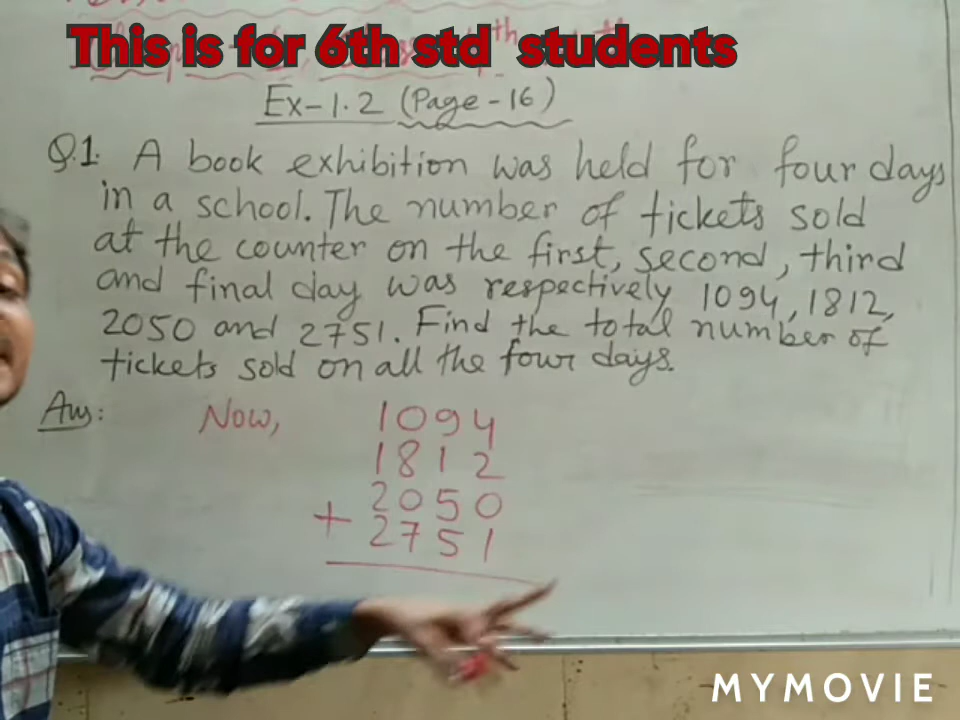 This is for 6th std students
Ex-1.2 (Page-16)
Q.1. A book exhibition was held for four days
in a school. The number of tickets sold
at the counter on the first, second, third
and final day was respectively 1094, 1812,
2050 and 2751. Find the total number of
tickets sold on all the four days.
Ans: Now, 1094
1812
2050
+ 2751
MYMOVIE